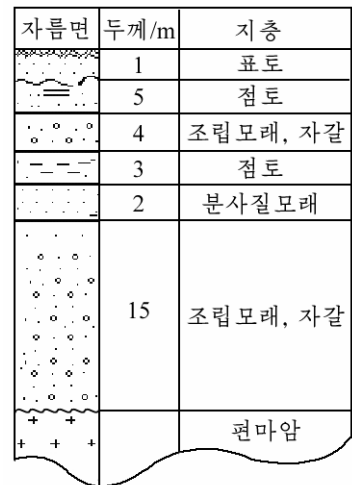 자름면 두께/m 지층
1 표토
5 점토
4 조립모래, 자갈
3 점토
2 분사질모래
15 조립모래, 자갈
편마암